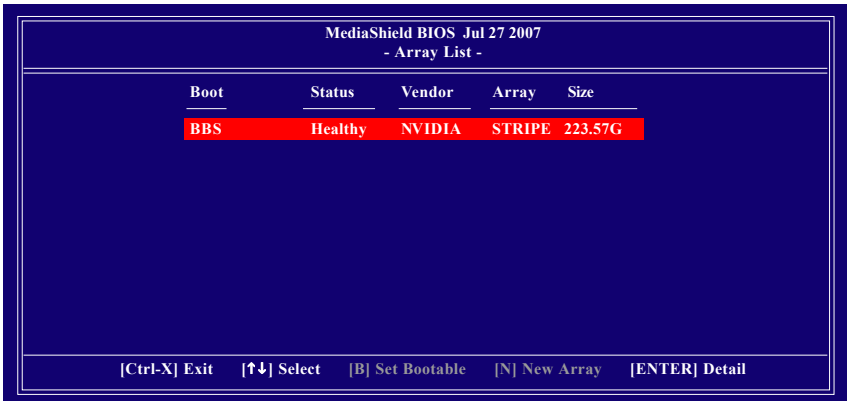 MediaShield BIOS Jul 27 2007
- Array List -
Boot Status Vendor Array Size
BBS Healthy NVIDIA STRIPE 223.57G
[Ctrl-X] Exit [↑↓] Select [B] Set Bootable [N] New Array [ENTER] Detail